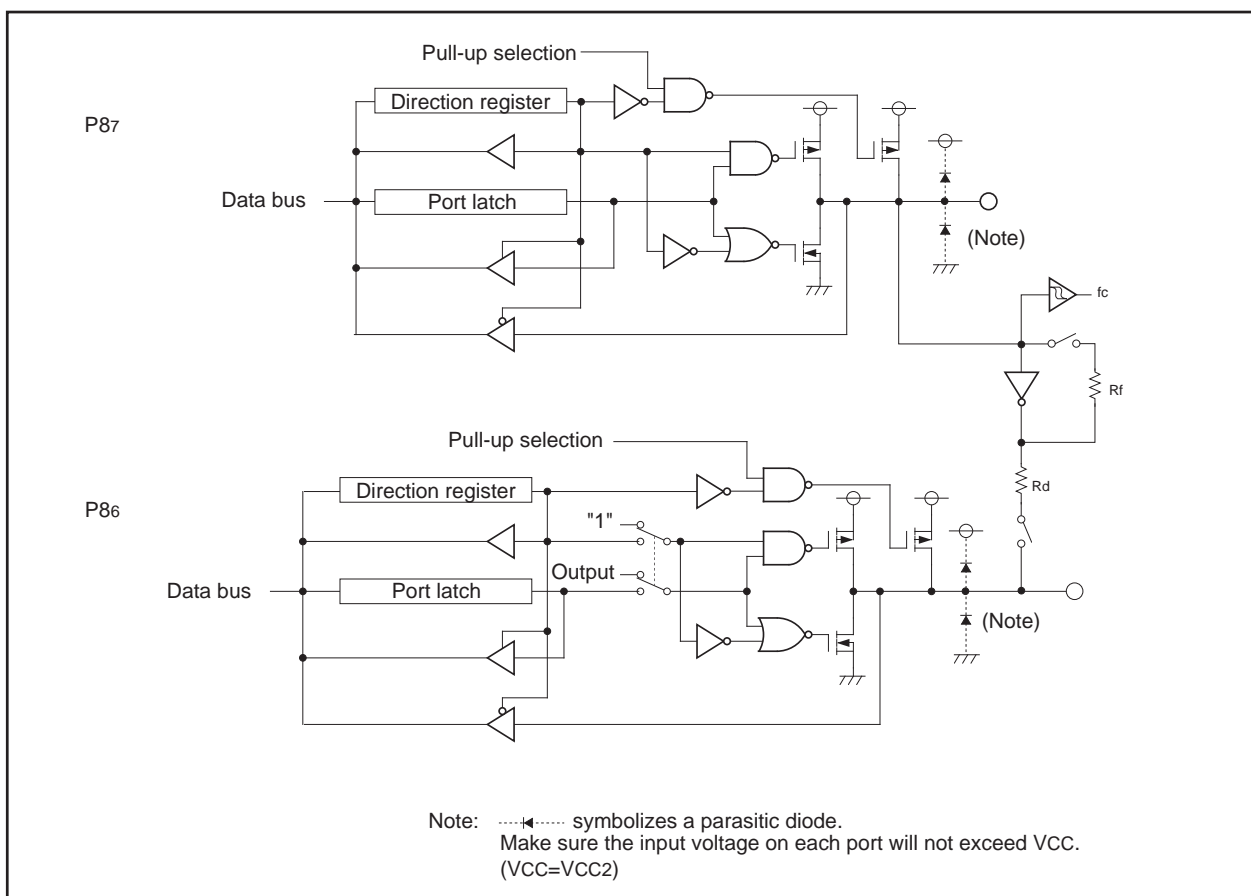 Pull-up selection
Direction register
P87
Data bus
Port latch
(Note)
fc
Rf
Pull-up selection
Direction register
Rd
P86
"1"
Output
Data bus
Port latch
(Note)
Note: symbolizes a parasitic diode.
Make sure the input voltage on each port will not exceed VCC.
(VCC=VCC2)